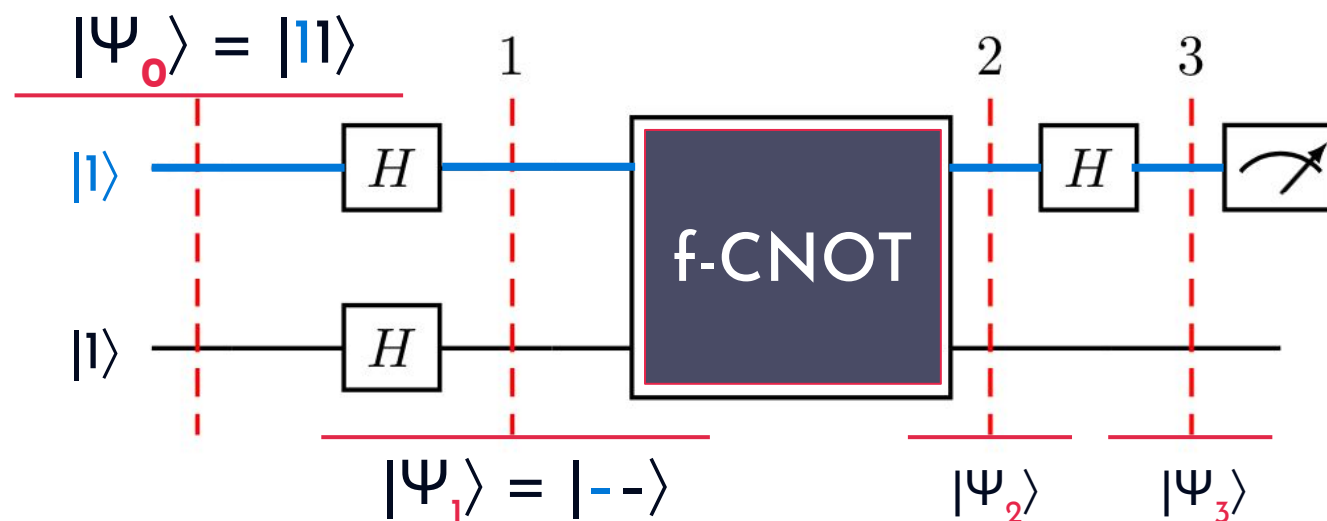 |Ψ₀⟩ = |11⟩
1
2
3
|1⟩
H
H
f-CNOT
|1⟩
H
|Ψ₁⟩ = |--⟩
|Ψ₂⟩
|Ψ₃⟩